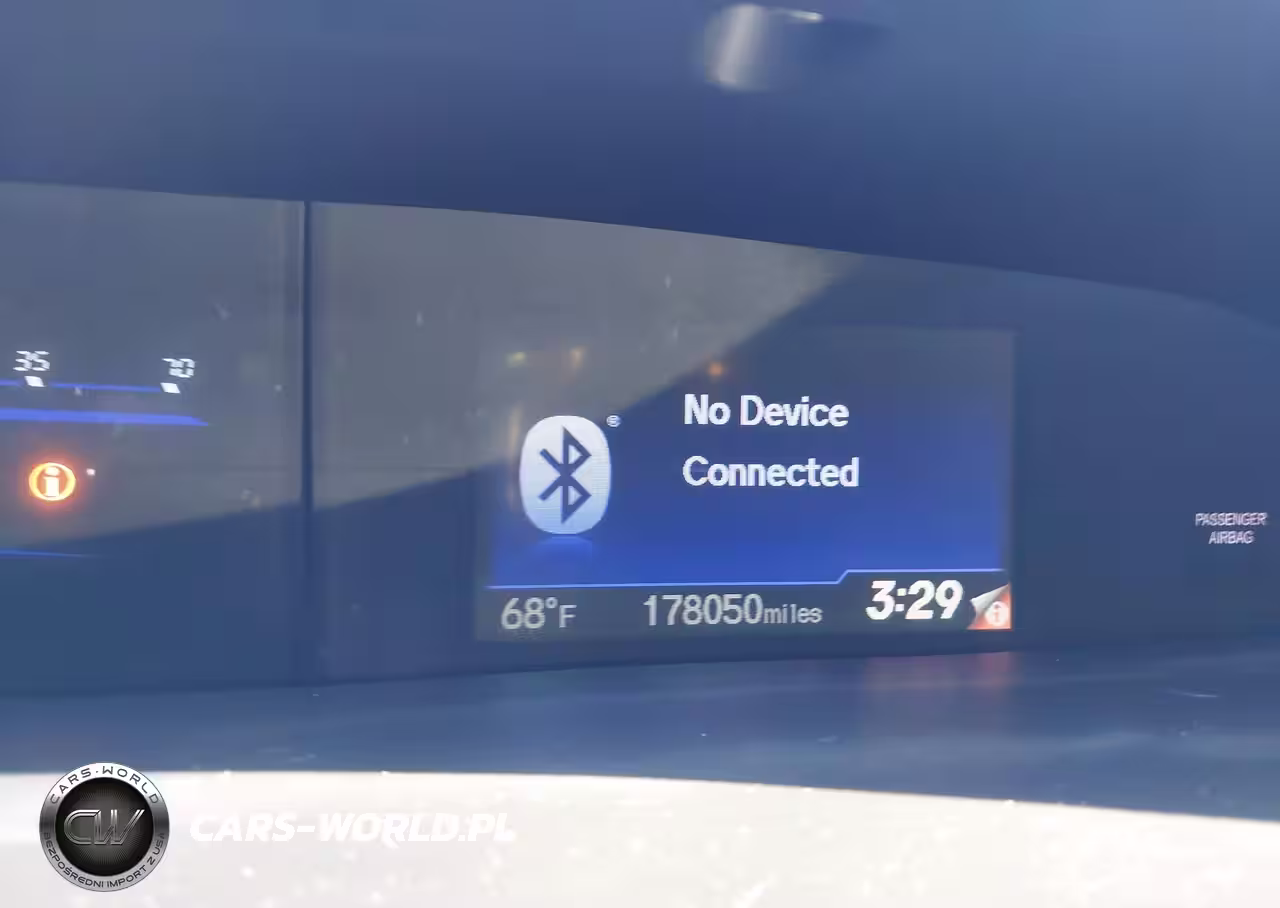 35
70
No Device
Connected
68°F
178050miles
3:29
i
i
PASSENGER
AIRBAG
CARS-WORLD
CW
BEZPOŚREDNI IMPORT Z USA
CARS-WORLD.PL